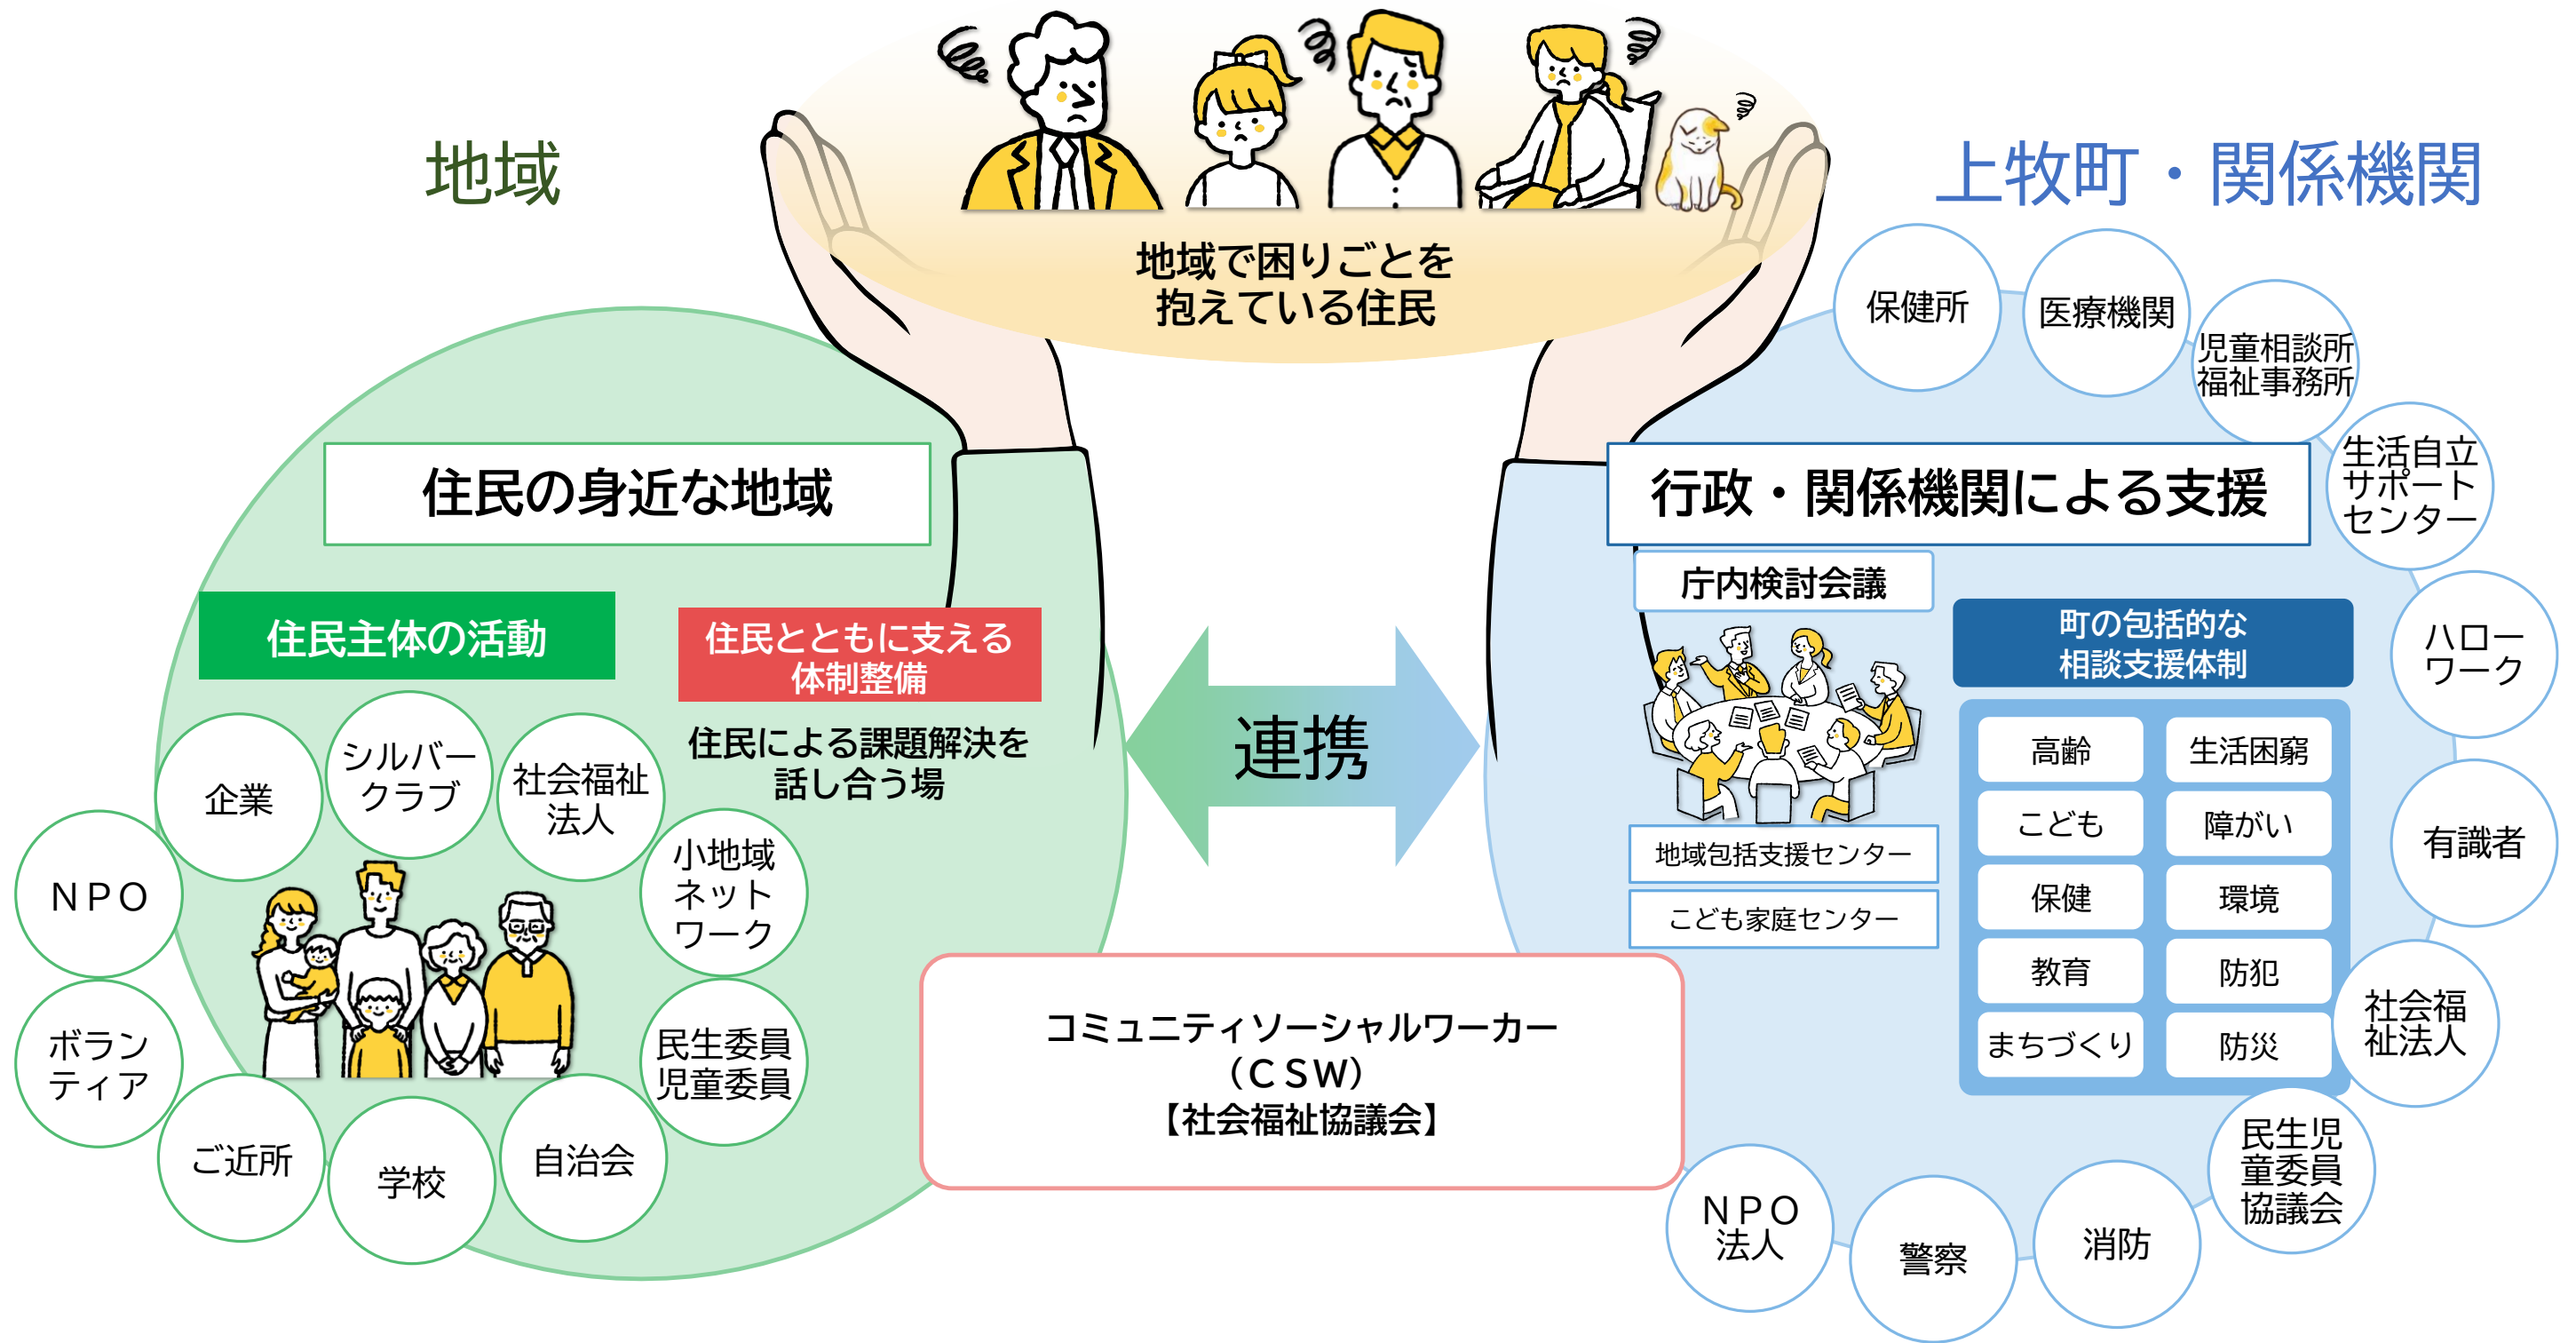 地域
上牧町・関係機関
地域で困りごとを
抱えている住民
住民の身近な地域
住民主体の活動
住民とともに支える
体制整備
住民による課題解決を
話し合う場
企業
シルバー
クラブ
社会福祉
法人
小地域
ネット
ワーク
民生委員
児童委員
自治会
学校
ご近所
ボラン
ティア
ＮＰＯ
連携
コミュニティソーシャルワーカー
（ＣＳＷ）
【社会福祉協議会】
行政・関係機関による支援
庁内検討会議
地域包括支援センター
こども家庭センター
町の包括的な
相談支援体制
高齢
生活困窮
こども
障がい
保健
環境
教育
防犯
まちづくり
防災
保健所
医療機関
児童相談所
福祉事務所
生活自立
サポート
センター
ハロー
ワーク
有識者
社会福
祉法人
民生児
童委員
協議会
消防
警察
ＮＰＯ
法人